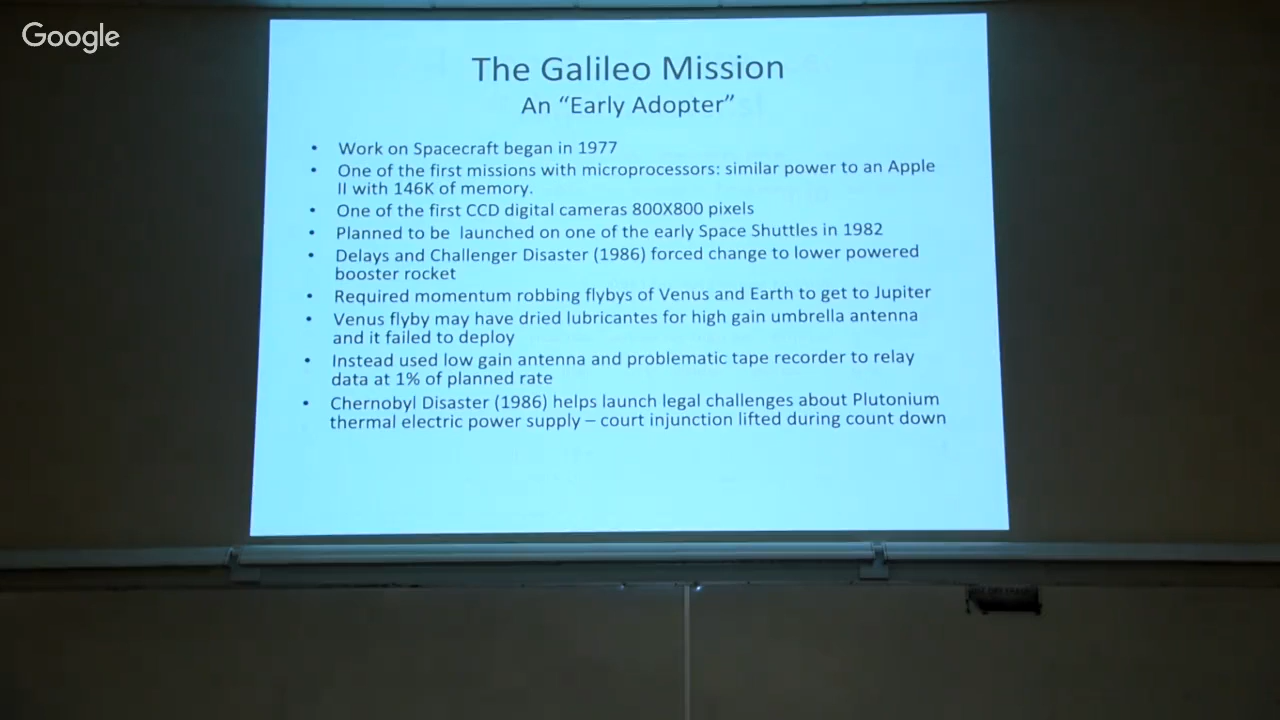 Google
The Galileo Mission
An “Early Adopter”
• Work on Spacecraft began in 1977
• One of the first missions with microprocessors: similar power to an Apple
II with 146K of memory.
• One of the first CCD digital cameras 800X800 pixels
• Planned to be launched on one of the early Space Shuttles in 1982
• Delays and Challenger Disaster (1986) forced change to lower powered
booster rocket
• Required momentum robbing flybys of Venus and Earth to get to Jupiter
• Venus flyby may have dried lubricantes for high gain umbrella antenna
and it failed to deploy
• Instead used low gain antenna and problematic tape recorder to relay
data at 1% of planned rate
• Chernobyl Disaster (1986) helps launch legal challenges about Plutonium
thermal electric power supply – court injunction lifted during count down